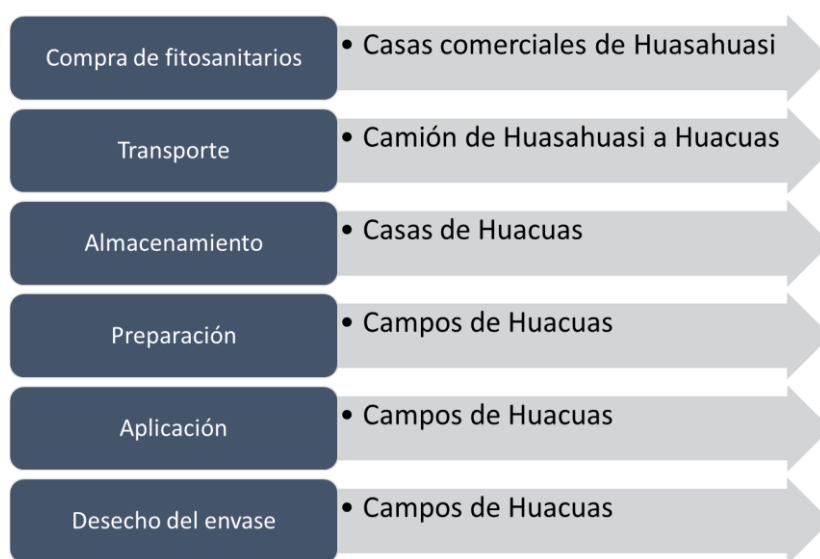 Compra de fitosanitarios
• Casas comerciales de Huasahuasi
Transporte
• Camión de Huasahuasi a Huacuas
Almacenamiento
• Casas de Huacuas
Preparación
• Campos de Huacuas
Aplicación
• Campos de Huacuas
Desecho del envase
• Campos de Huacuas